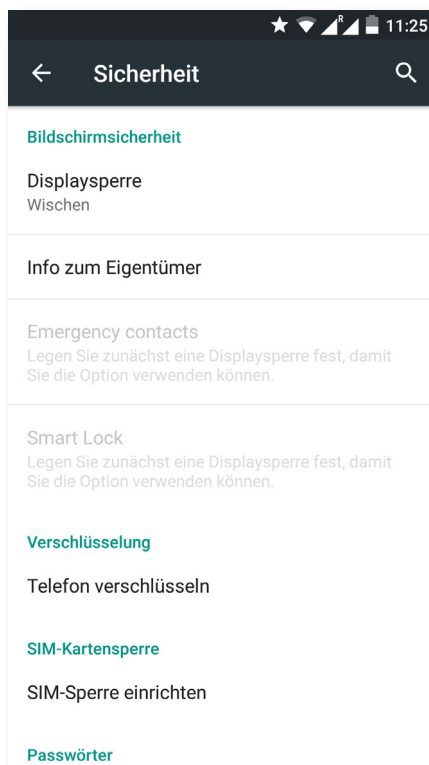 R 11:25
Sicherheit
Bildschirmsicherheit
Displaysperre
Wischen
Info zum Eigentümer
Emergency contacts
Legen Sie zunächst eine Displaysperre fest, damit
Sie die Option verwenden können.
Smart Lock
Legen Sie zunächst eine Displaysperre fest, damit
Sie die Option verwenden können.
Verschlüsselung
Telefon verschlüsseln
SIM-Kartensperre
SIM-Sperre einrichten
Passwörter